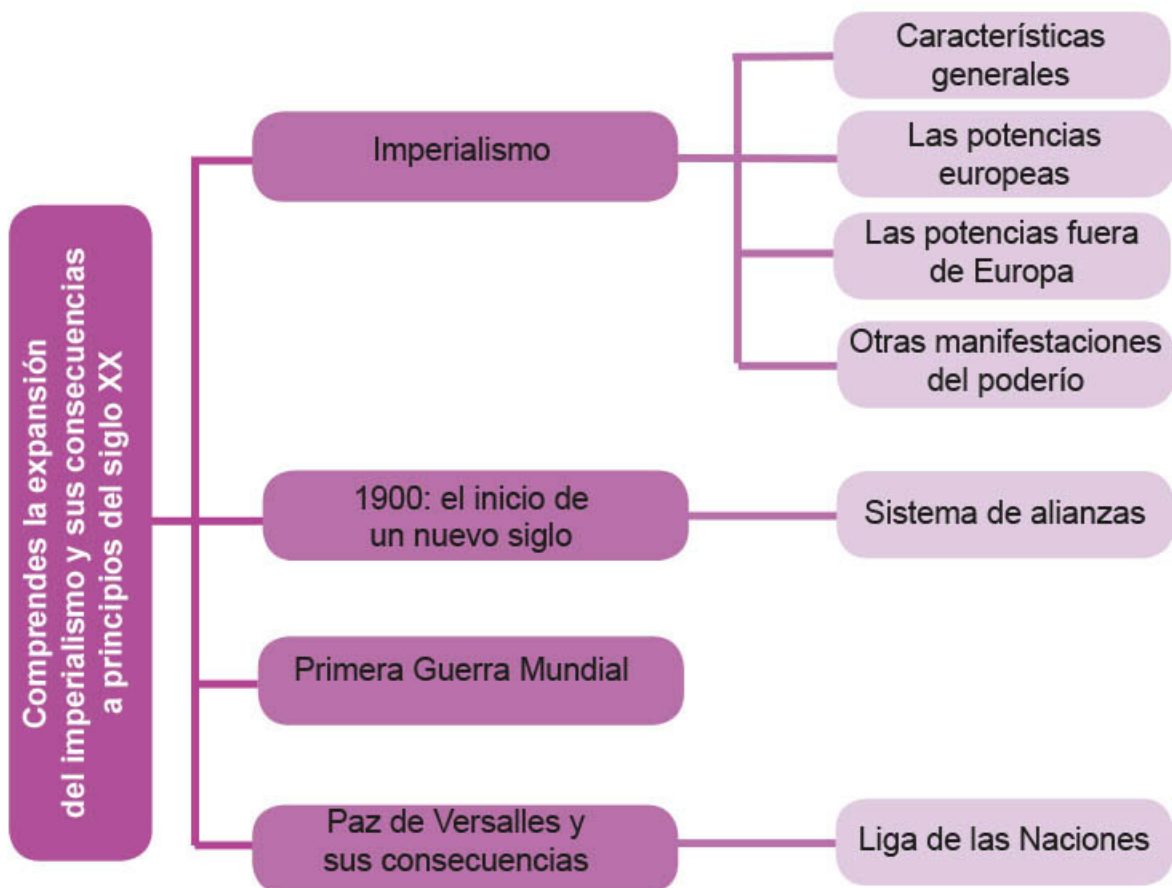 Comprendes la expansión
del imperialismo y sus consecuencias
a principios del siglo XX
Imperialismo
Características
generales
Las potencias
europeas
Las potencias fuera
de Europa
Otras manifestaciones
del poderío
1900: el inicio de
un nuevo siglo
Sistema de alianzas
Primera Guerra Mundial
Paz de Versalles y
sus consecuencias
Liga de las Naciones